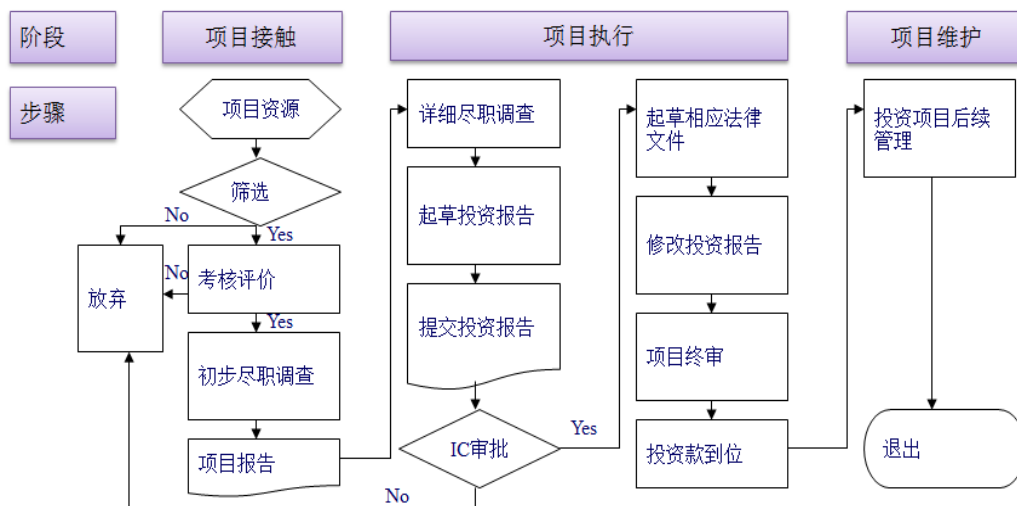 阶段
项目接触
项目执行
项目维护
步骤
项目资源
筛选
No
Yes
放弃
No
考核评价
Yes
初步尽职调查
项目报告
详细尽职调查
起草投资报告
提交投资报告
IC审批
Yes
No
起草相应法律
文件
修改投资报告
项目终审
投资款到位
投资项目后续
管理
退出